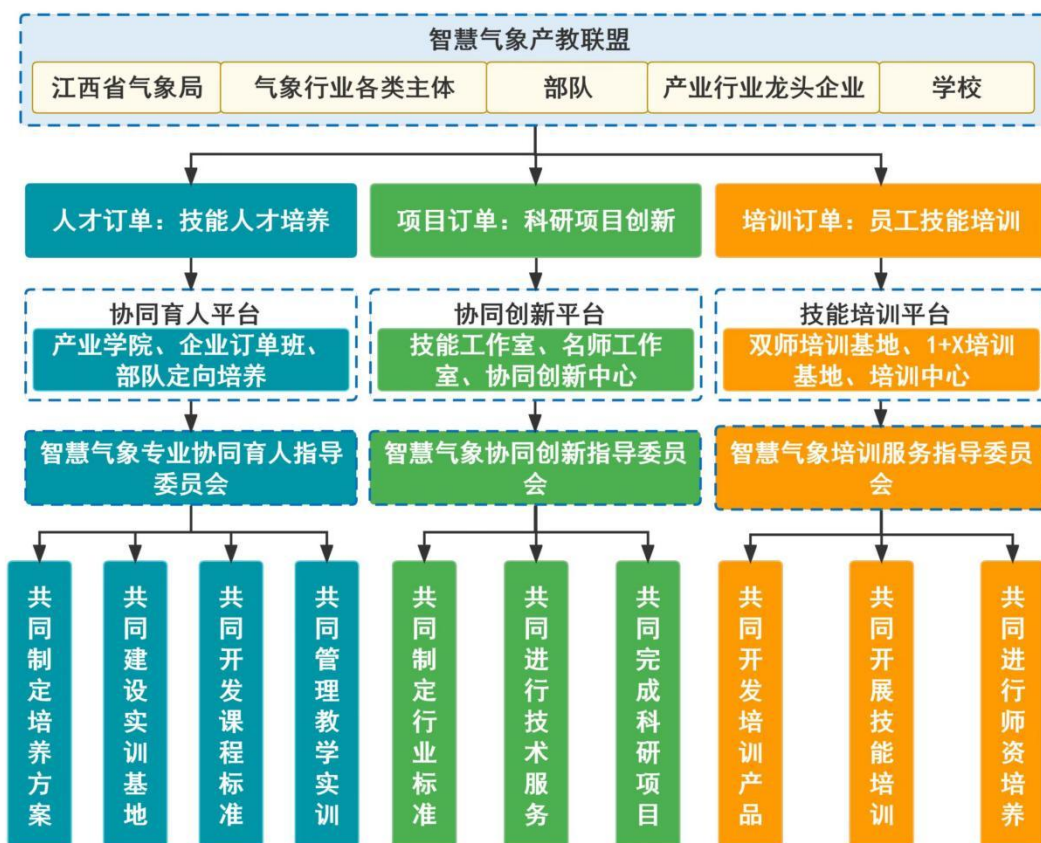 智慧气象产教联盟
江西省气象局
气象行业各类主体
部队
产业行业龙头企业
学校
人才订单：技能人才培养
项目订单：科研项目创新
培训订单：员工技能培训
协同育人平台
产业学院、企业订单班、
部队定向培养
协同创新平台
技能工作室、名师工作
室、协同创新中心
技能培训平台
双师培训基地、1+X培训
基地、培训中心
智慧气象专业协同育人指导
委员会
智慧气象协同创新指导委员
会
智慧气象培训服务指导委员
会
共同制定培养方案
共同建设实训基地
共同开发课程标准
共同管理教学实训
共同制定行业标准
共同进行技术服务
共同完成科研项目
共同开发培训产品
共同开展技能培训
共同进行师资培养